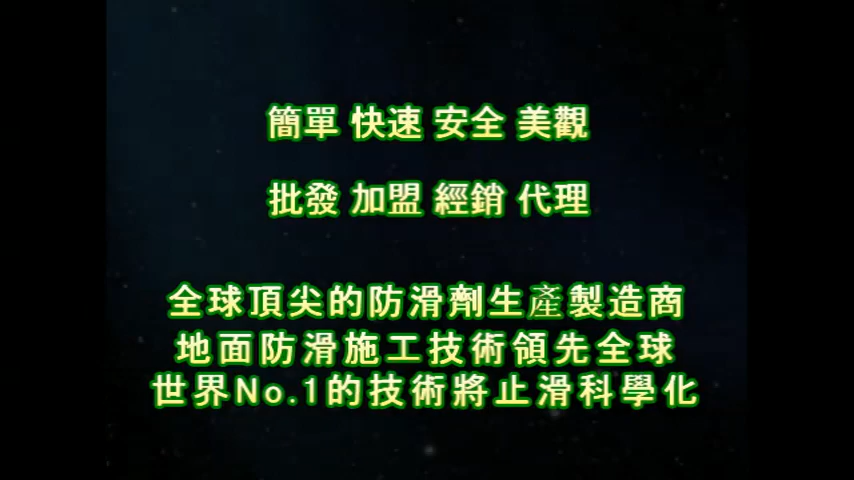 簡單 快速 安全 美觀
批發 加盟 經銷 代理
全球頂尖的防滑劑生產製造商
地面防滑施工技術領先全球
世界No.1的技術將止滑科學化